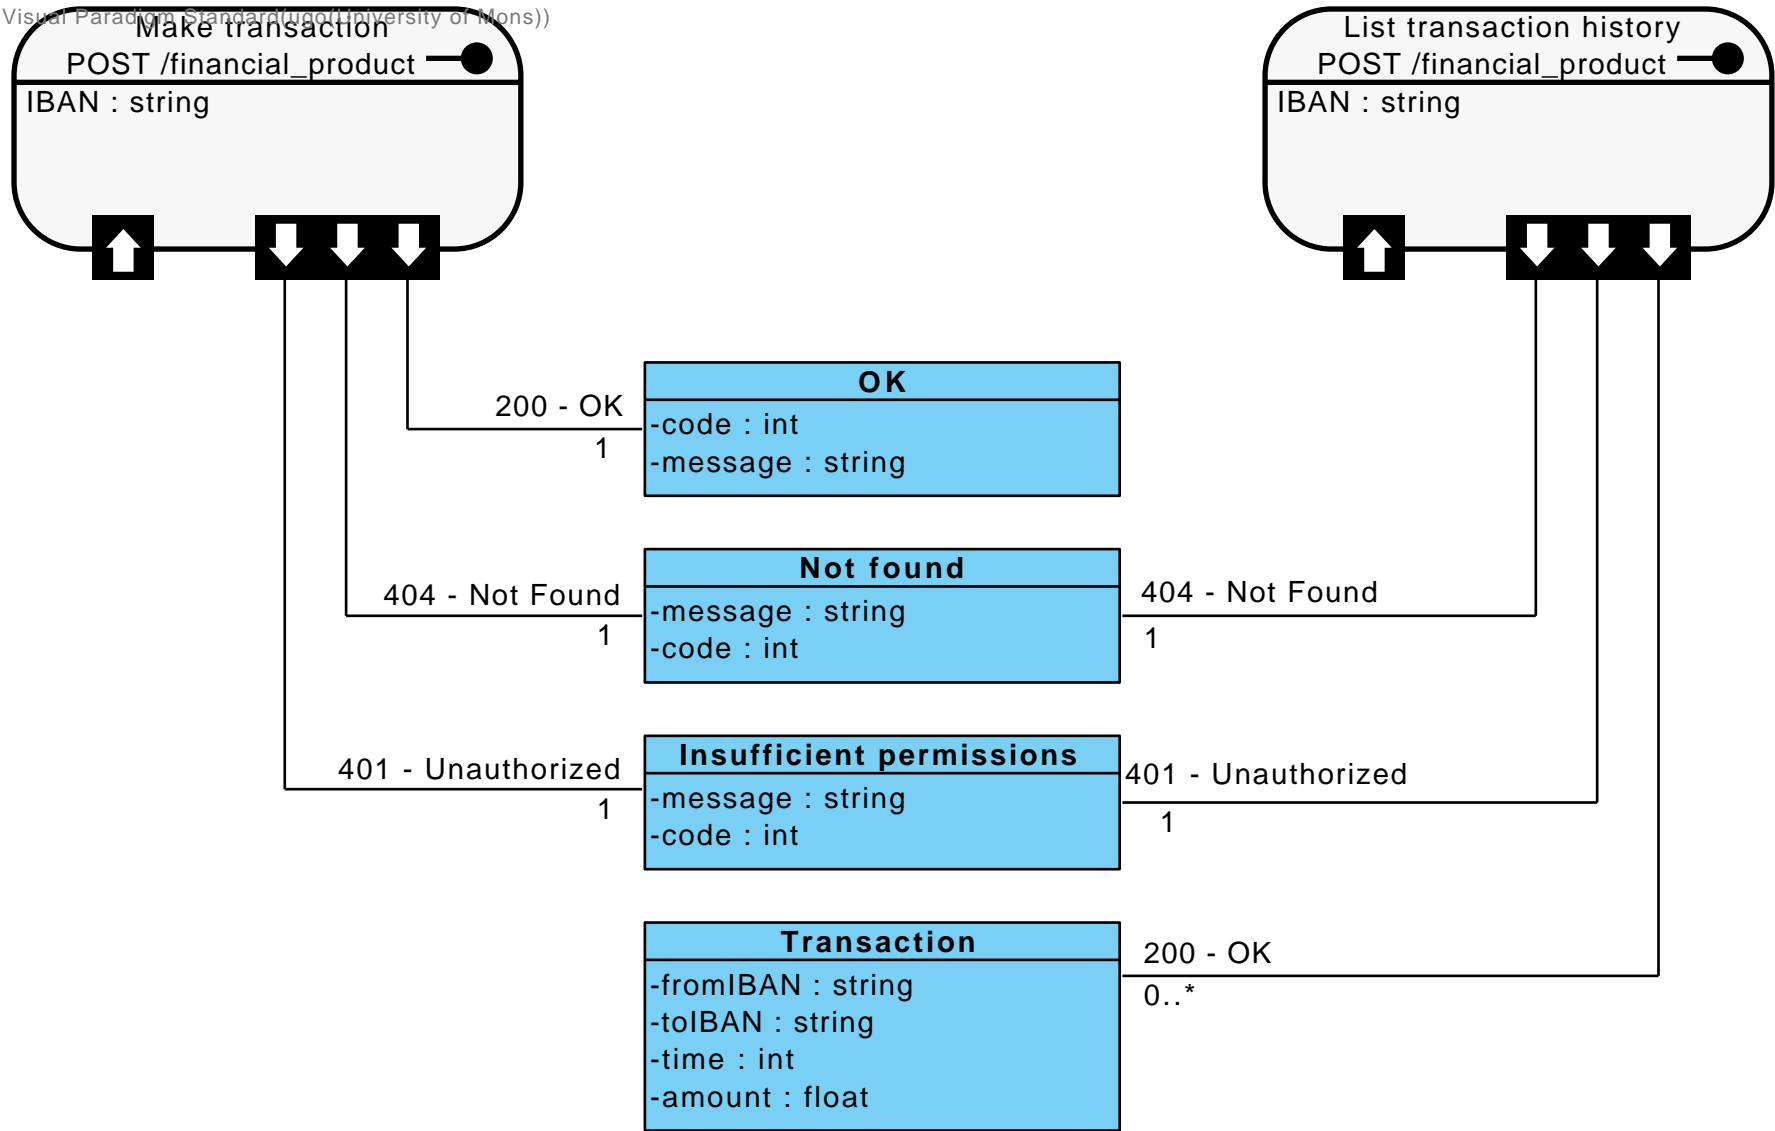 Visual Paradigm Standard(ugo(University of Mons))
Make transaction
POST /financial_product
IBAN : string
List transaction history
POST /financial_product
IBAN : string
200 - OK
1
OK
-code : int
-message : string
404 - Not Found
1
Not found
-message : string
-code : int
404 - Not Found
1
401 - Unauthorized
1
Insufficient permissions
-message : string
-code : int
401 - Unauthorized
1
Transaction
-fromIBAN : string
-toIBAN : string
-time : int
-amount : float
200 - OK
0..*